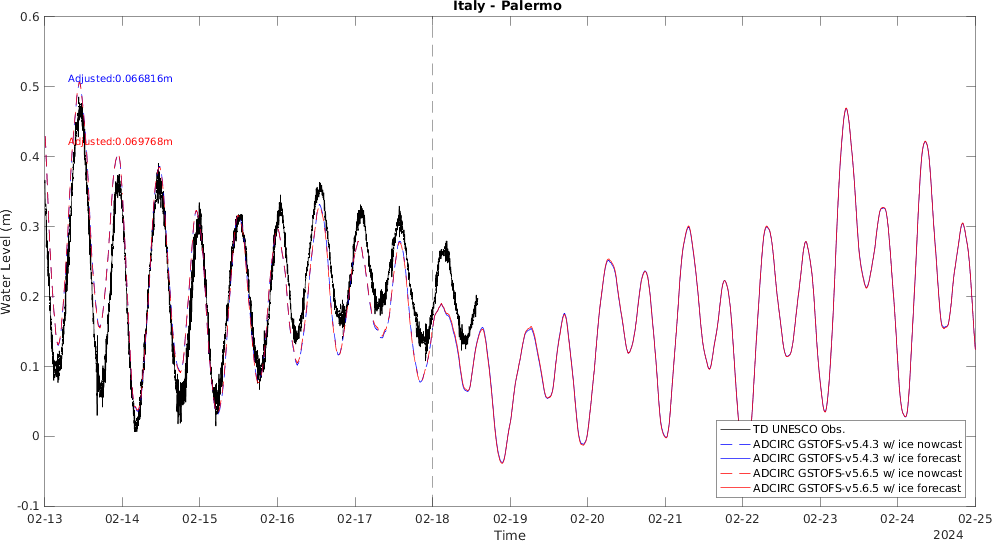 Italy - Palermo
Water Level (m)
0.6
0.5
0.4
0.3
0.2
0.1
0
-0.1
Adjusted:0.066816m
Adjusted:0.069768m
TD UNESCO Obs.
ADCIRC GSTOFS-v5.4.3 w/ ice nowcast
ADCIRC GSTOFS-v5.4.3 w/ ice forecast
ADCIRC GSTOFS-v5.6.5 w/ ice nowcast
ADCIRC GSTOFS-v5.6.5 w/ ice forecast
02-13 02-14 02-15 02-16 02-17 02-18 02-19 02-20 02-21 02-22 02-23 02-24 02-25
Time
2024